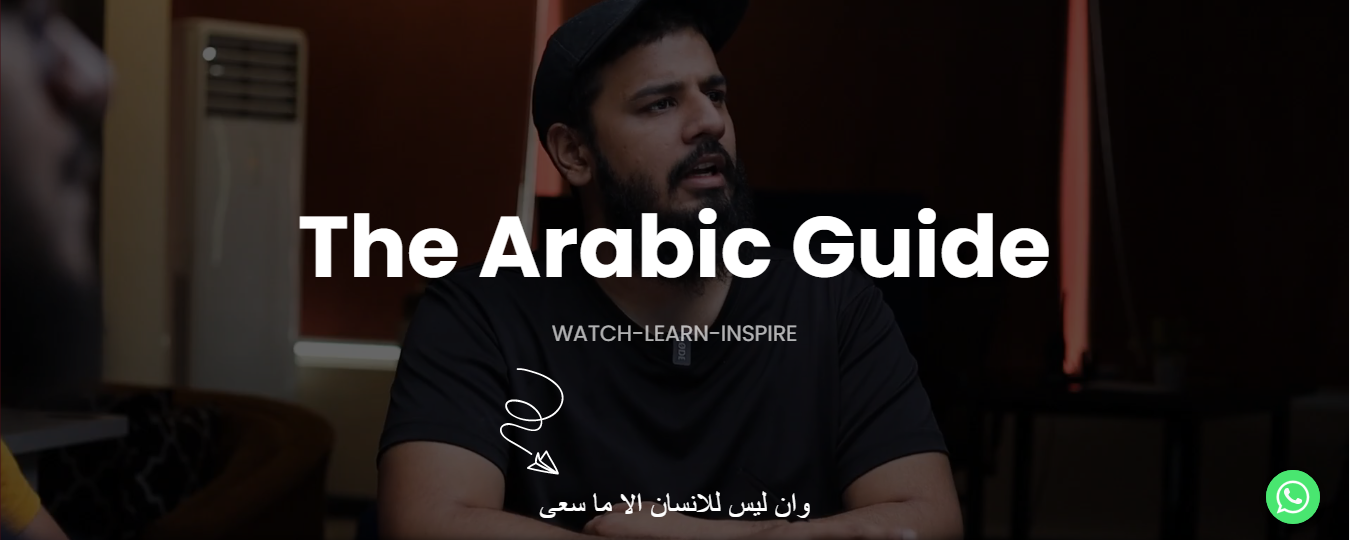 The Arabic Guide
WATCH-LEARN-INSPIRE
وان ليس للانسان الا ما سعى